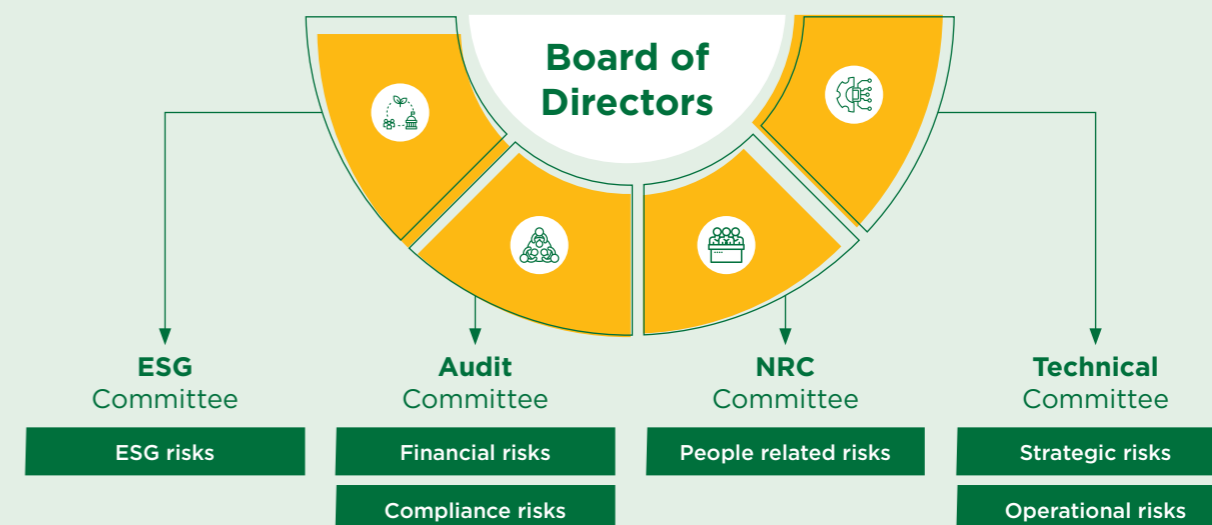 Board of
Directors
ESG
Committee
ESG risks
Audit
Committee
Financial risks
Compliance risks
NRC
Committee
People related risks
Technical
Committee
Strategic risks
Operational risks